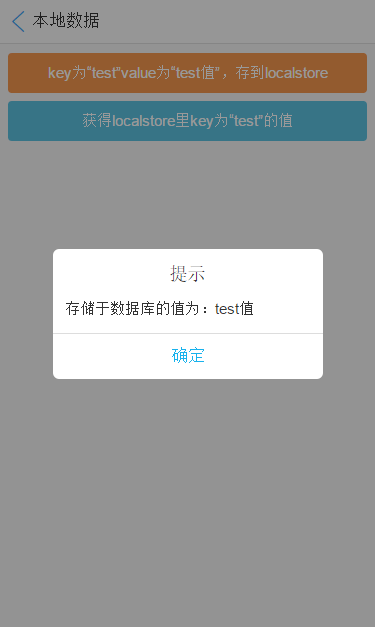 本地数据
key为“test”value为“test值”，存到localstore
获得localstore里key为“test”的值
提示
存储于数据库的值为：test值
确定